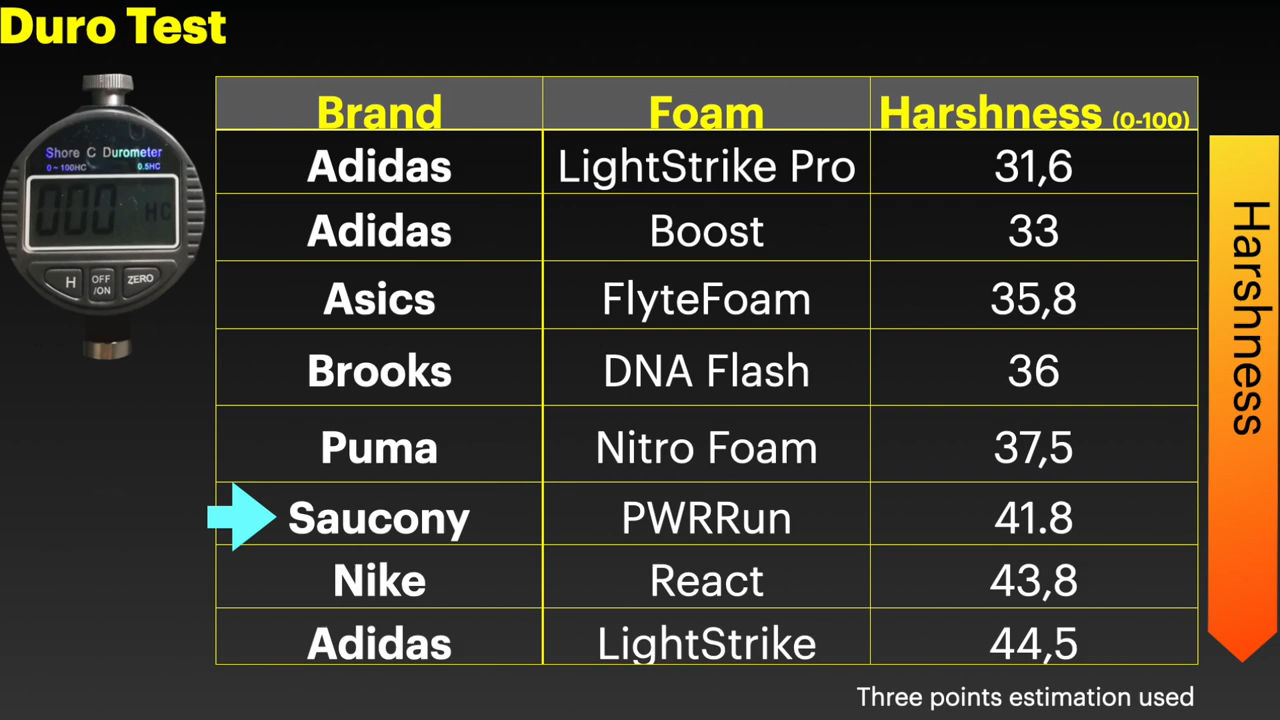 Duro Test
Brand Foam Harshness (0-100)
Shore C Durometer
0~100HC 0.5HC
000 HC
H OFF/ON ZERO
Adidas LightStrike Pro 31,6
Adidas Boost 33
Asics FlyteFoam 35,8
Brooks DNA Flash 36
Puma Nitro Foam 37,5
Saucony PWRRun 41.8
Nike React 43,8
Adidas LightStrike 44,5
Harshness
Three points estimation used